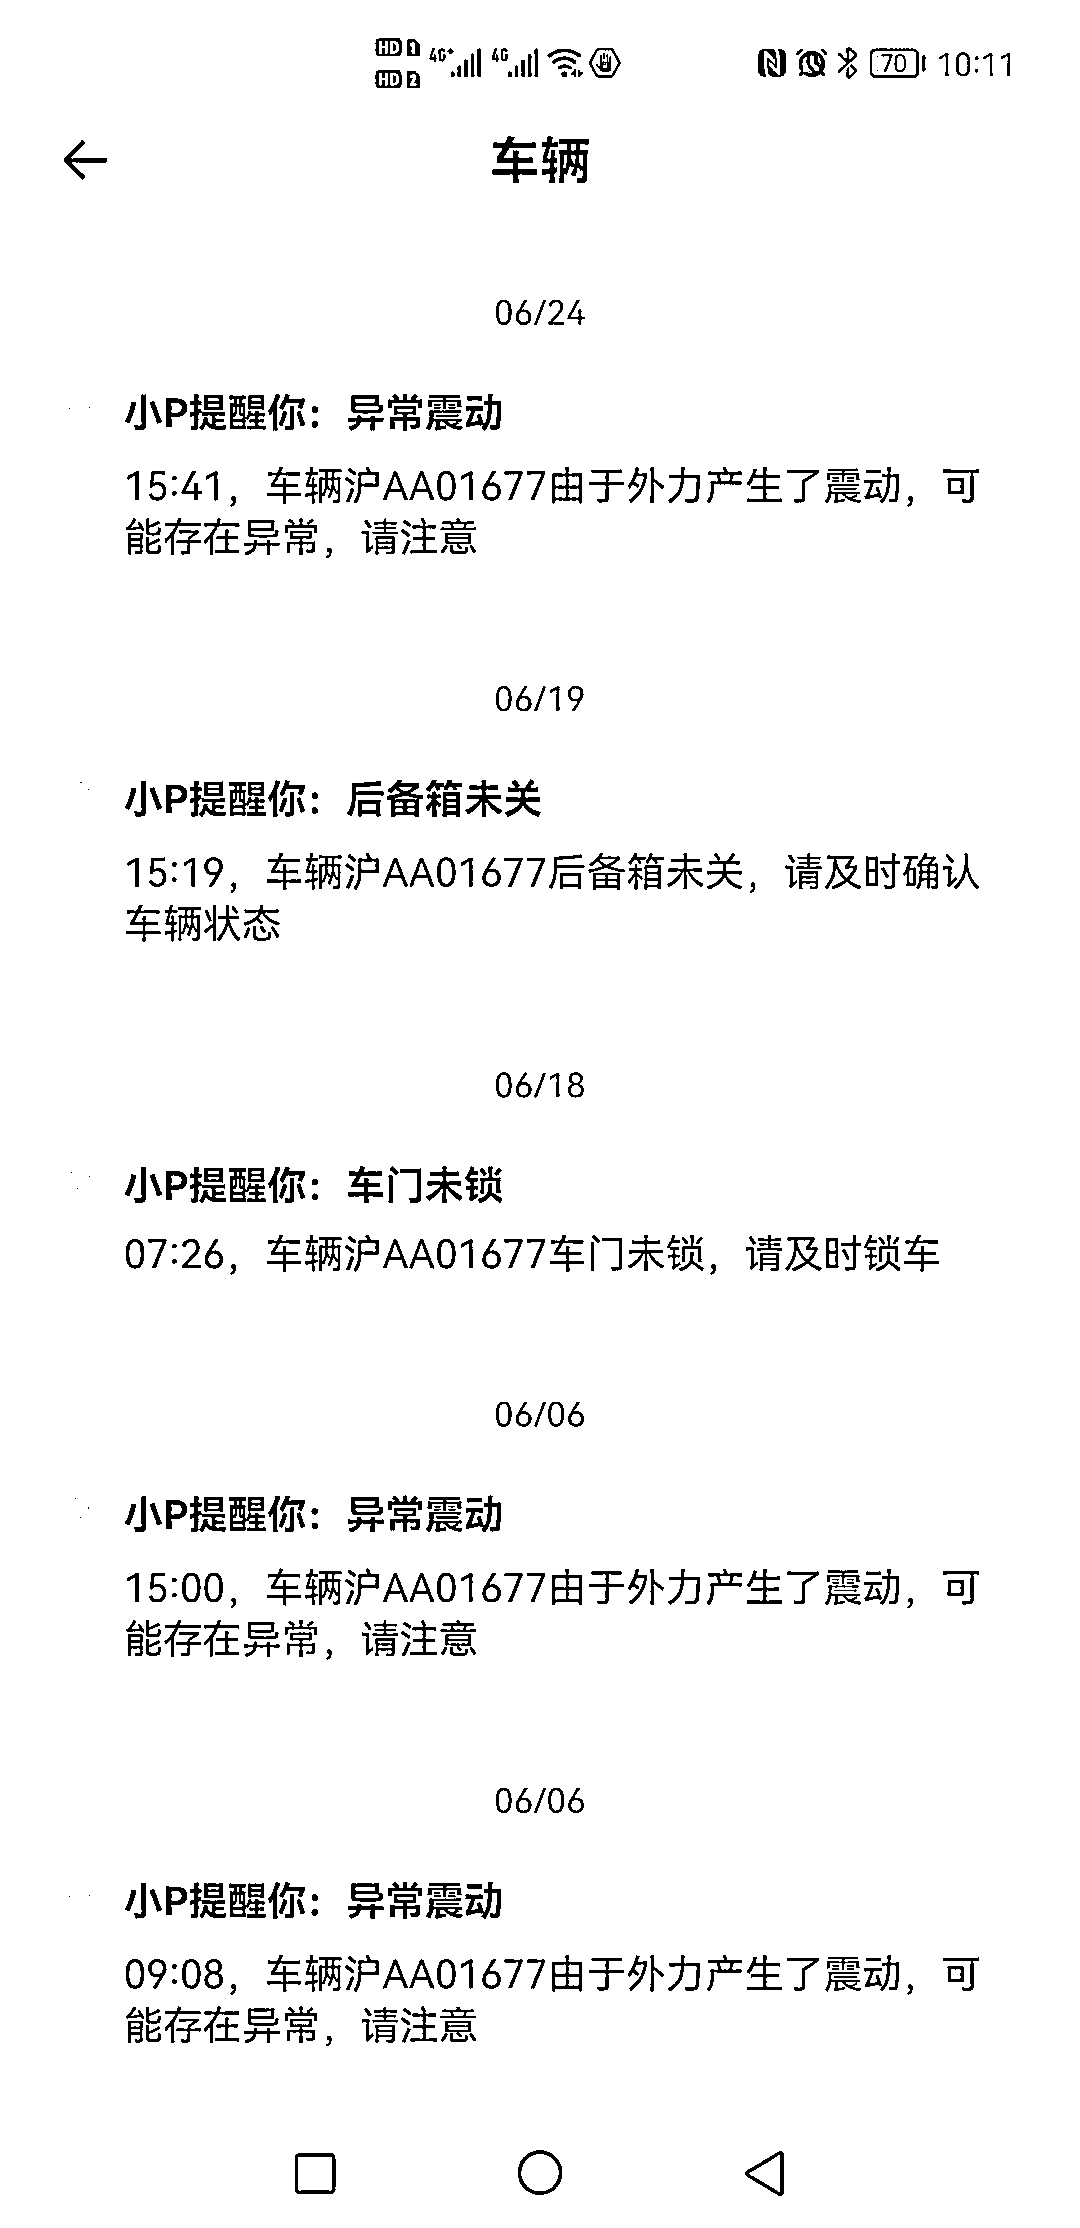 HD 1 4G+ 4G 70 10:11
HD 2
车辆
06/24
小P提醒你：异常震动
15:41，车辆沪AA01677由于外力产生了震动，可
能存在异常，请注意
06/19
小P提醒你：后备箱未关
15:19，车辆沪AA01677后备箱未关，请及时确认
车辆状态
06/18
小P提醒你：车门未锁
07:26，车辆沪AA01677车门未锁，请及时锁车
06/06
小P提醒你：异常震动
15:00，车辆沪AA01677由于外力产生了震动，可
能存在异常，请注意
06/06
小P提醒你：异常震动
09:08，车辆沪AA01677由于外力产生了震动，可
能存在异常，请注意